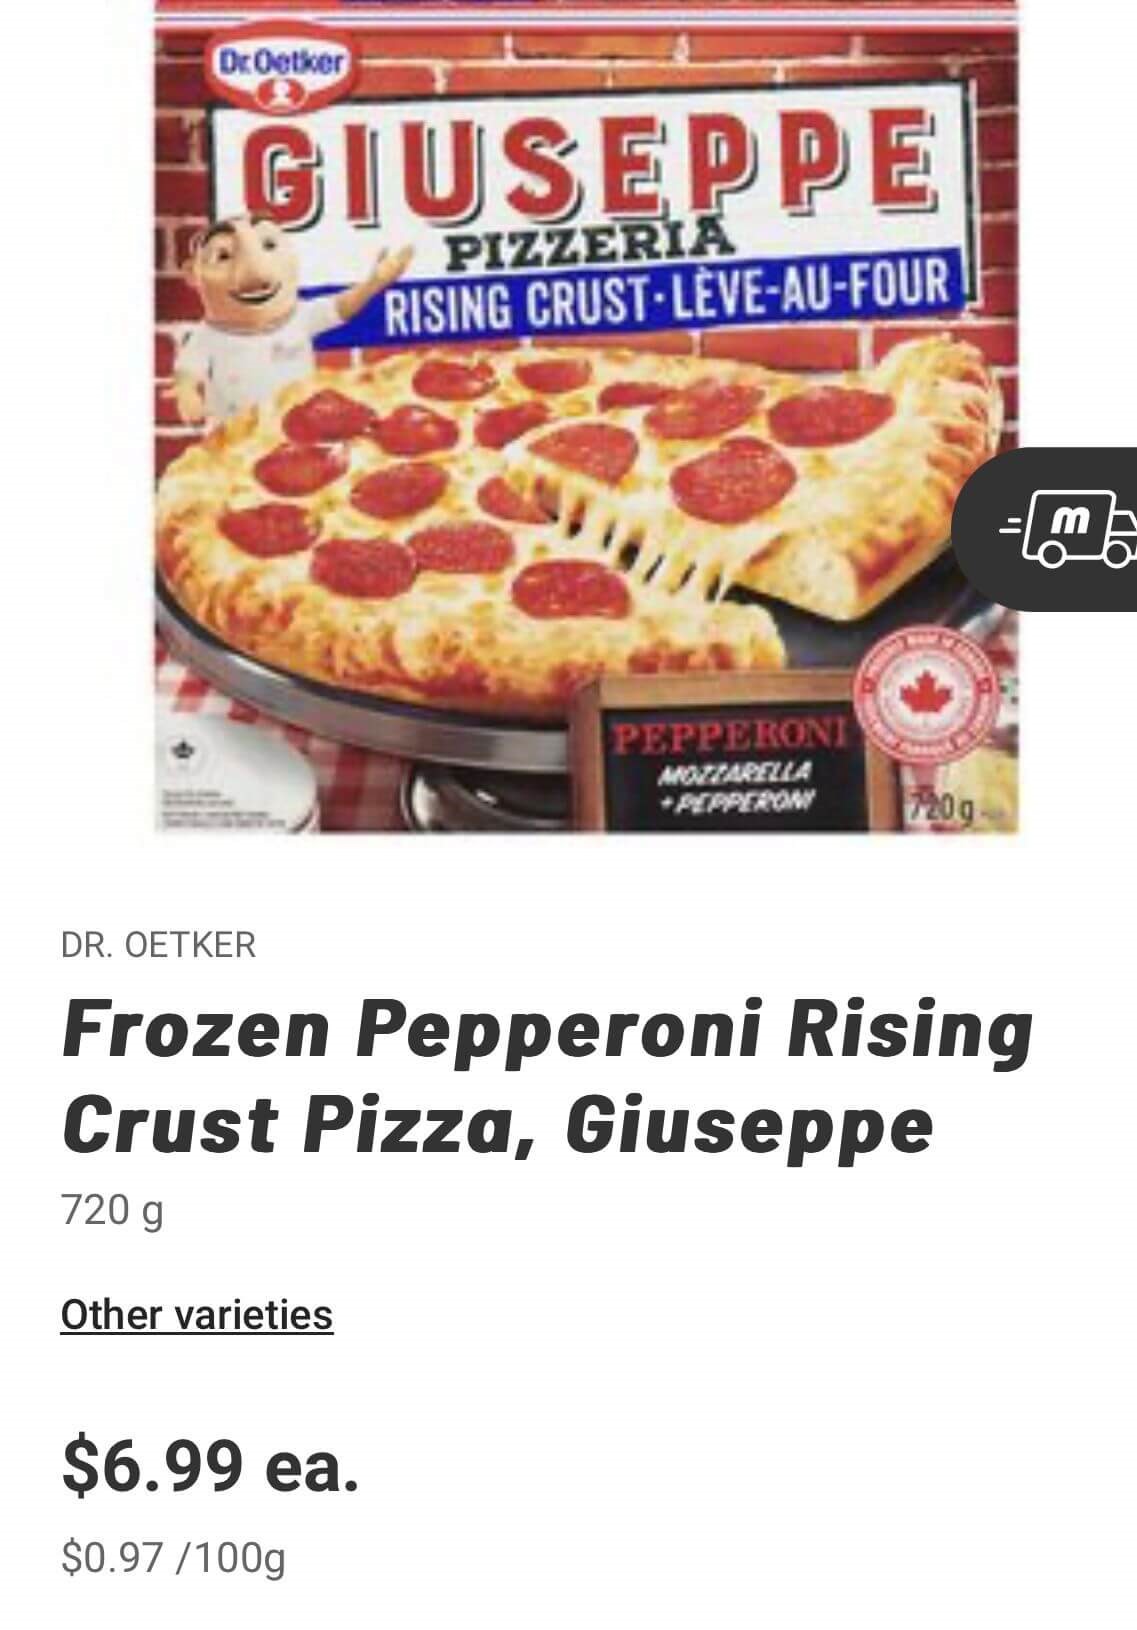 Dr. Oetker
GIUSEPPE
PIZZERIA
RISING CRUST·LÈVE-AU-FOUR
PEPPERONI
MOZZARELLA
+ PEPPERONI
720 g
m
DR. OETKER
Frozen Pepperoni Rising
Crust Pizza, Giuseppe
720 g
Other varieties
$6.99 ea.
$0.97 /100g